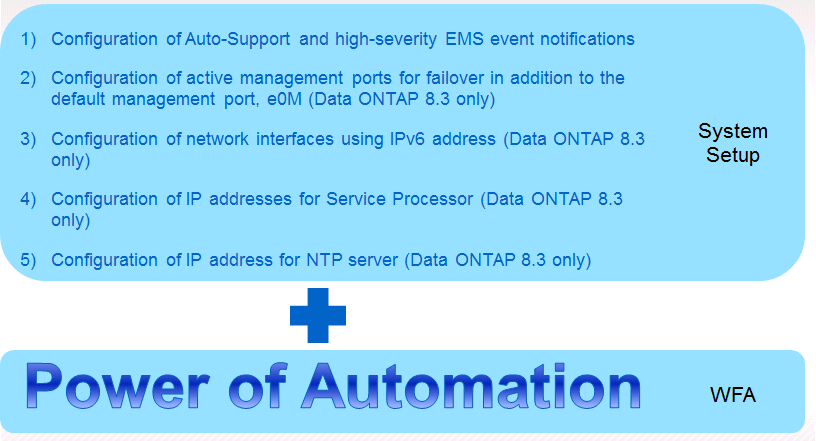 1) Configuration of Auto-Support and high-severity EMS event notifications
2) Configuration of active management ports for failover in addition to the
default management port, e0M (Data ONTAP 8.3 only)
3) Configuration of network interfaces using IPv6 address (Data ONTAP 8.3
only)
4) Configuration of IP addresses for Service Processor (Data ONTAP 8.3
only)
5) Configuration of IP address for NTP server (Data ONTAP 8.3 only)
System
Setup
Power of Automation
WFA